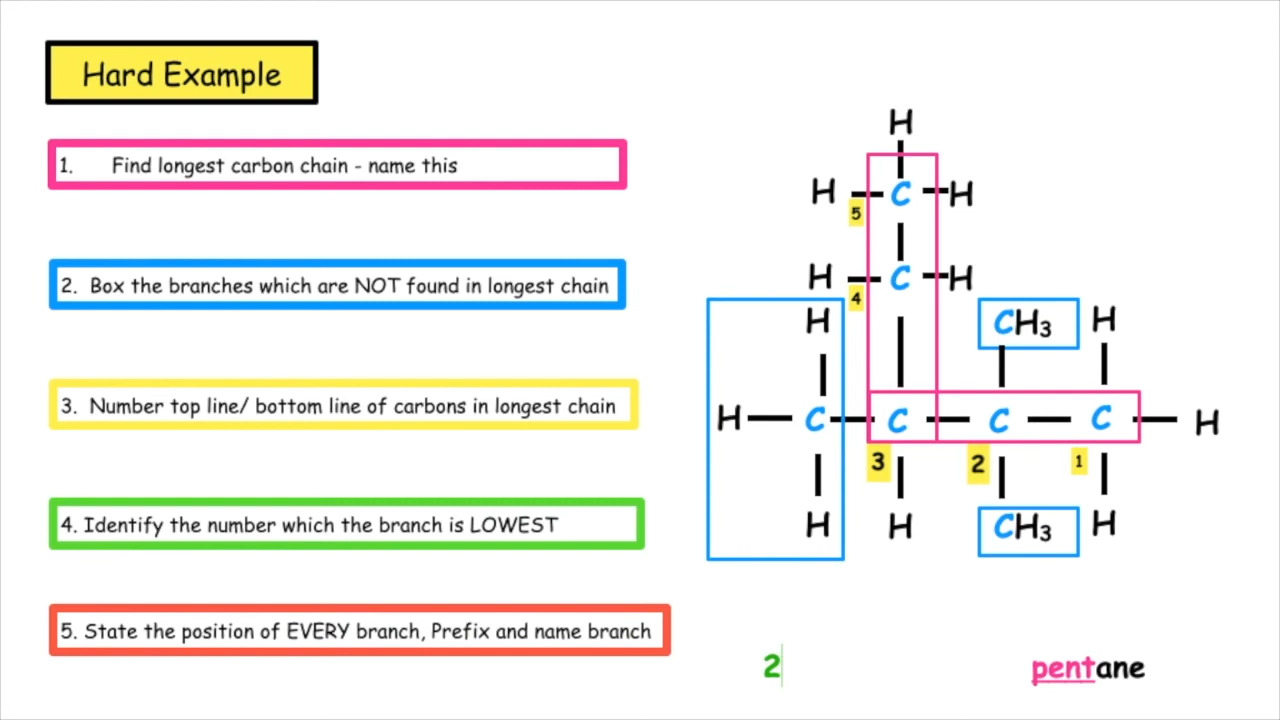 Hard Example
1. Find longest carbon chain - name this
2. Box the branches which are NOT found in longest chain
3. Number top line/ bottom line of carbons in longest chain
4. Identify the number which the branch is LOWEST
5. State the position of EVERY branch, Prefix and name branch
H
H C H
5
H C H
4
H CH3 H
H C C C C H
3 2 1
H H CH3 H
2 pentane